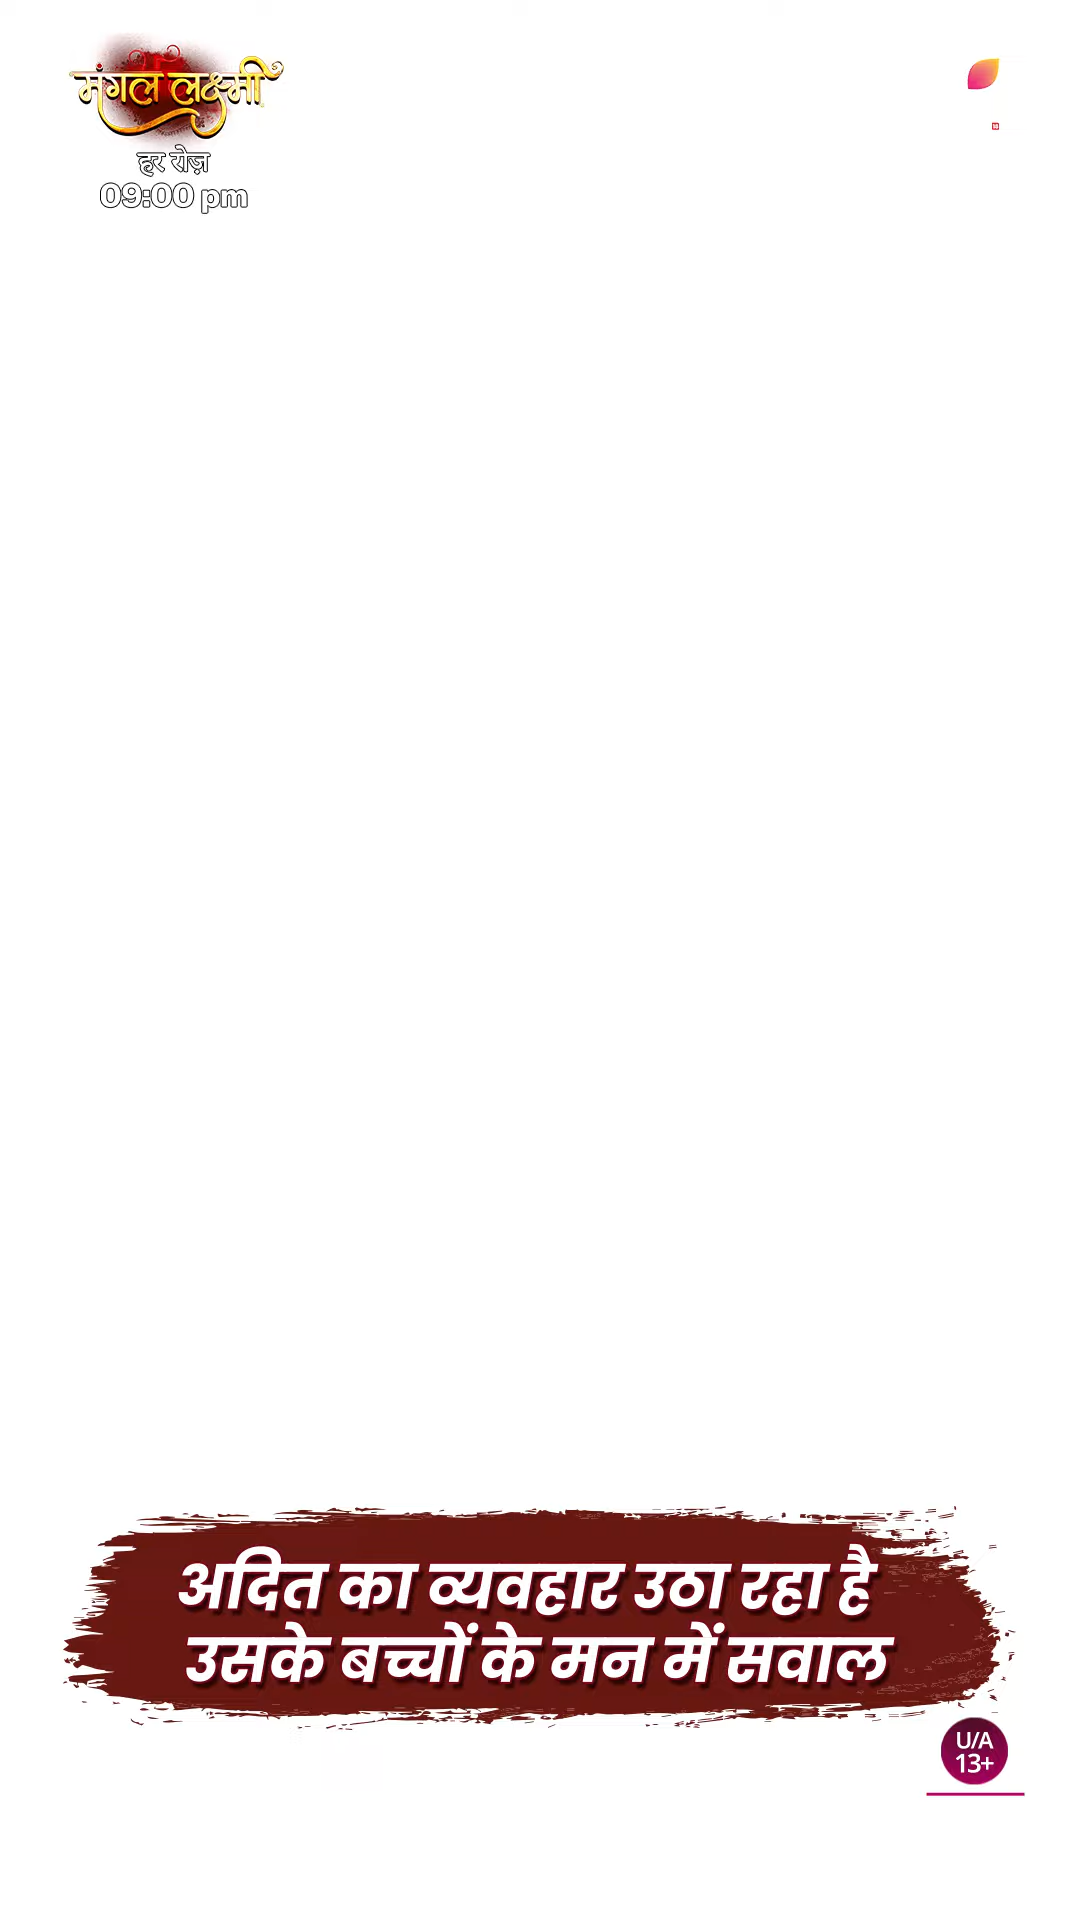 मंगल लक्ष्मी
हर रोज़
09:00 pm
अदित का व्यवहार उठा रहा है
उसके बच्चों के मन में सवाल
U/A
13+